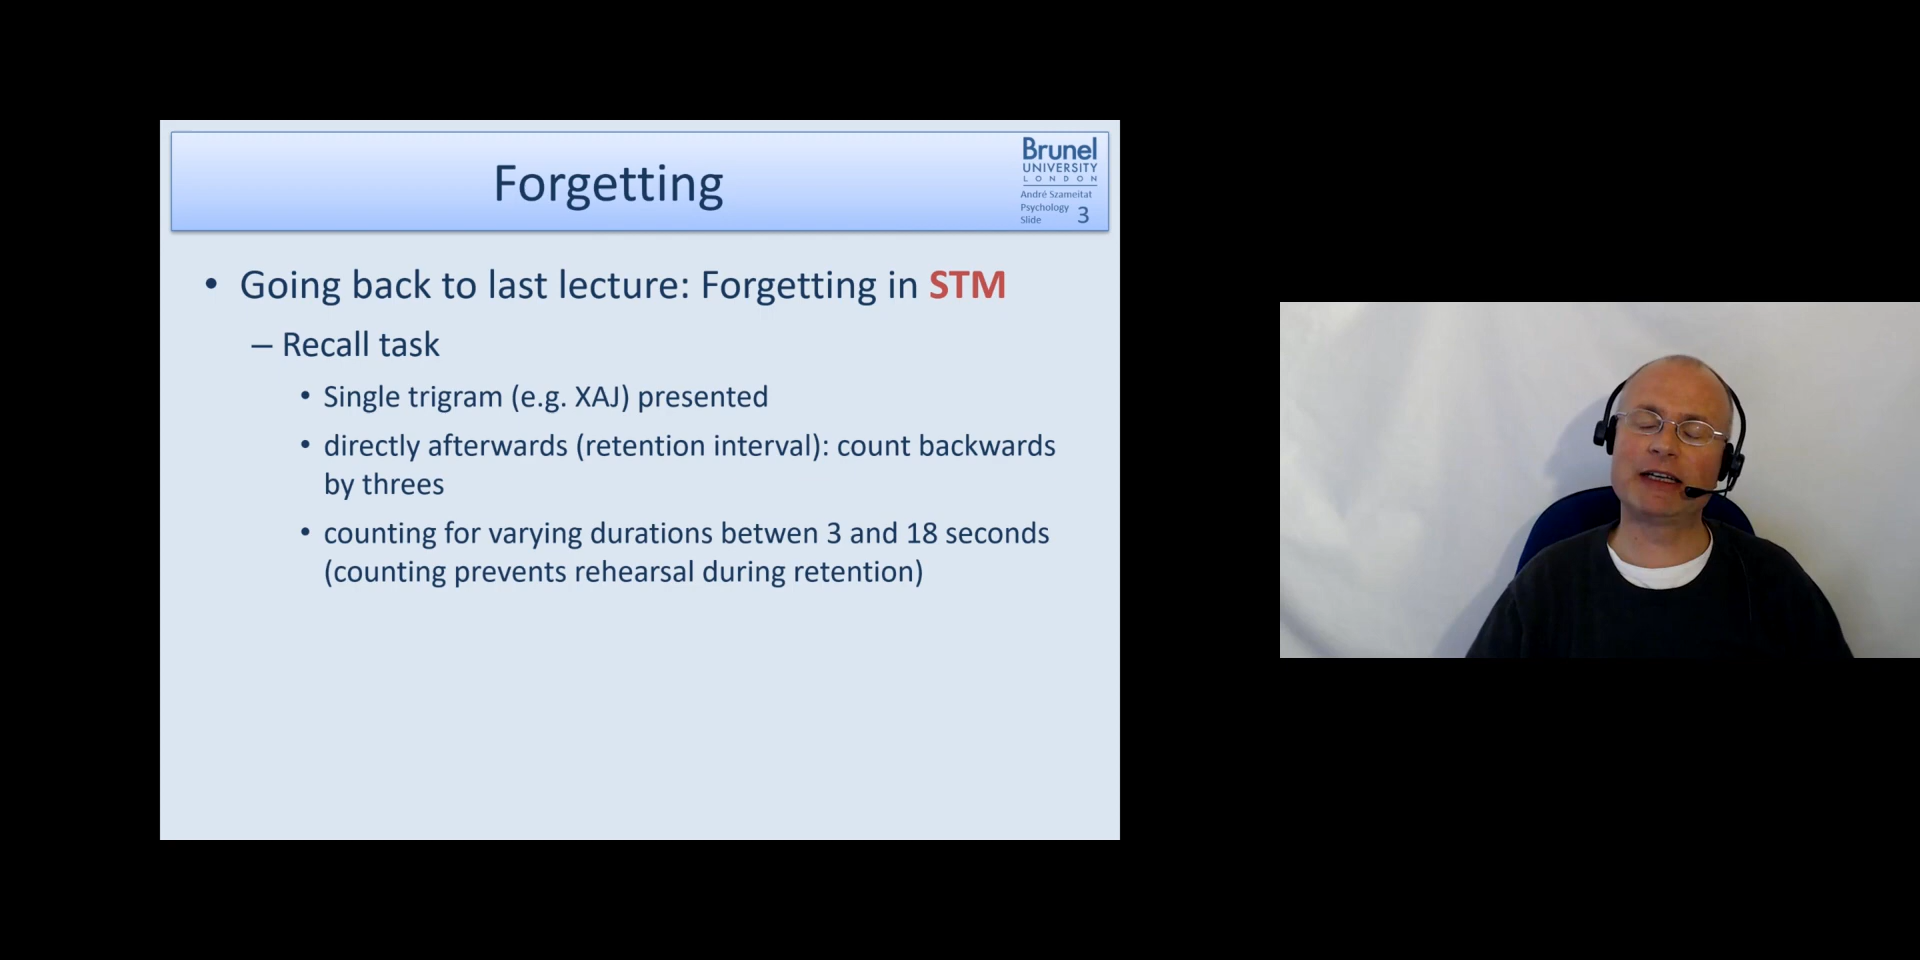 Forgetting
Brunel
UNIVERSITY
LONDON
André Szameitat
Psychology
Slide 3
• Going back to last lecture: Forgetting in STM
– Recall task
• Single trigram (e.g. XAJ) presented
• directly afterwards (retention interval): count backwards
by threes
• counting for varying durations betwen 3 and 18 seconds
(counting prevents rehearsal during retention)